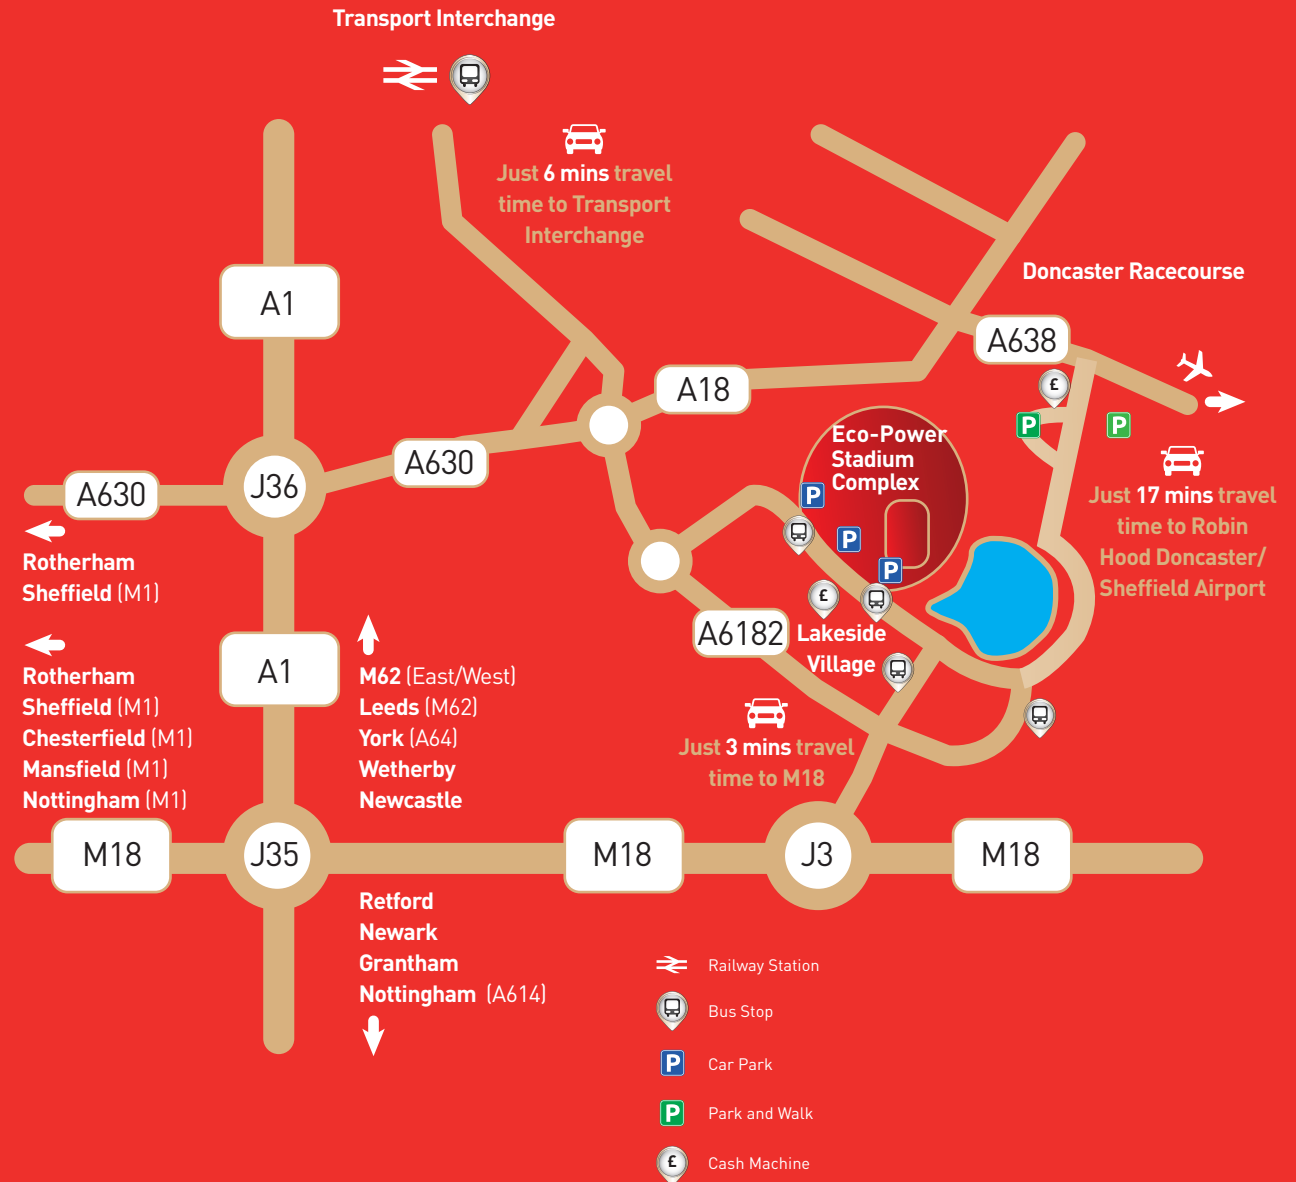 Transport Interchange
Just 6 mins travel
time to Transport
Interchange
Doncaster Racecourse
A1
A638
A18
£
P
P
Eco-Power
Stadium
Complex
A630
A630
J36
P
P
P
Just 17 mins travel
time to Robin
Hood Doncaster/
Sheffield Airport
Rotherham
Sheffield (M1)
£
A6182
Lakeside
Village
A1
Rotherham
Sheffield (M1)
Chesterfield (M1)
Mansfield (M1)
Nottingham (M1)
M62 (East/West)
Leeds (M62)
York (A64)
Wetherby
Newcastle
Just 3 mins travel
time to M18
M18
J35
M18
J3
M18
Retford
Newark
Grantham
Nottingham (A614)
Railway Station
Bus Stop
P Car Park
P Park and Walk
£ Cash Machine